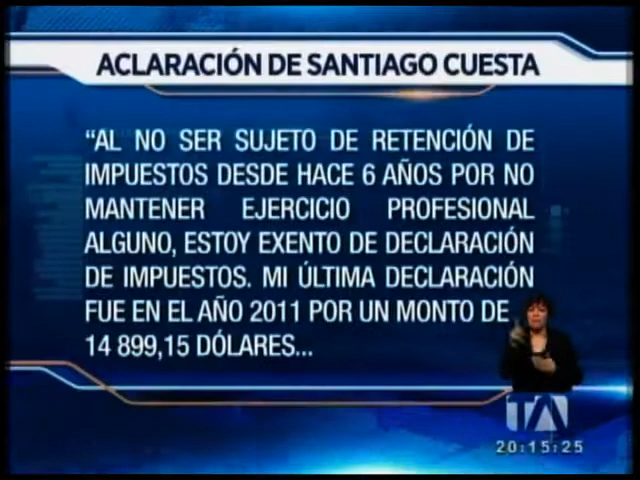 ACLARACIÓN DE SANTIAGO CUESTA
“AL NO SER SUJETO DE RETENCIÓN DE
IMPUESTOS DESDE HACE 6 AÑOS POR NO
MANTENER EJERCICIO PROFESIONAL
ALGUNO, ESTOY EXENTO DE DECLARACIÓN
DE IMPUESTOS. MI ÚLTIMA DECLARACIÓN
FUE EN EL AÑO 2011 POR UN MONTO DE
14 899,15 DÓLARES...
TA
20:15:25